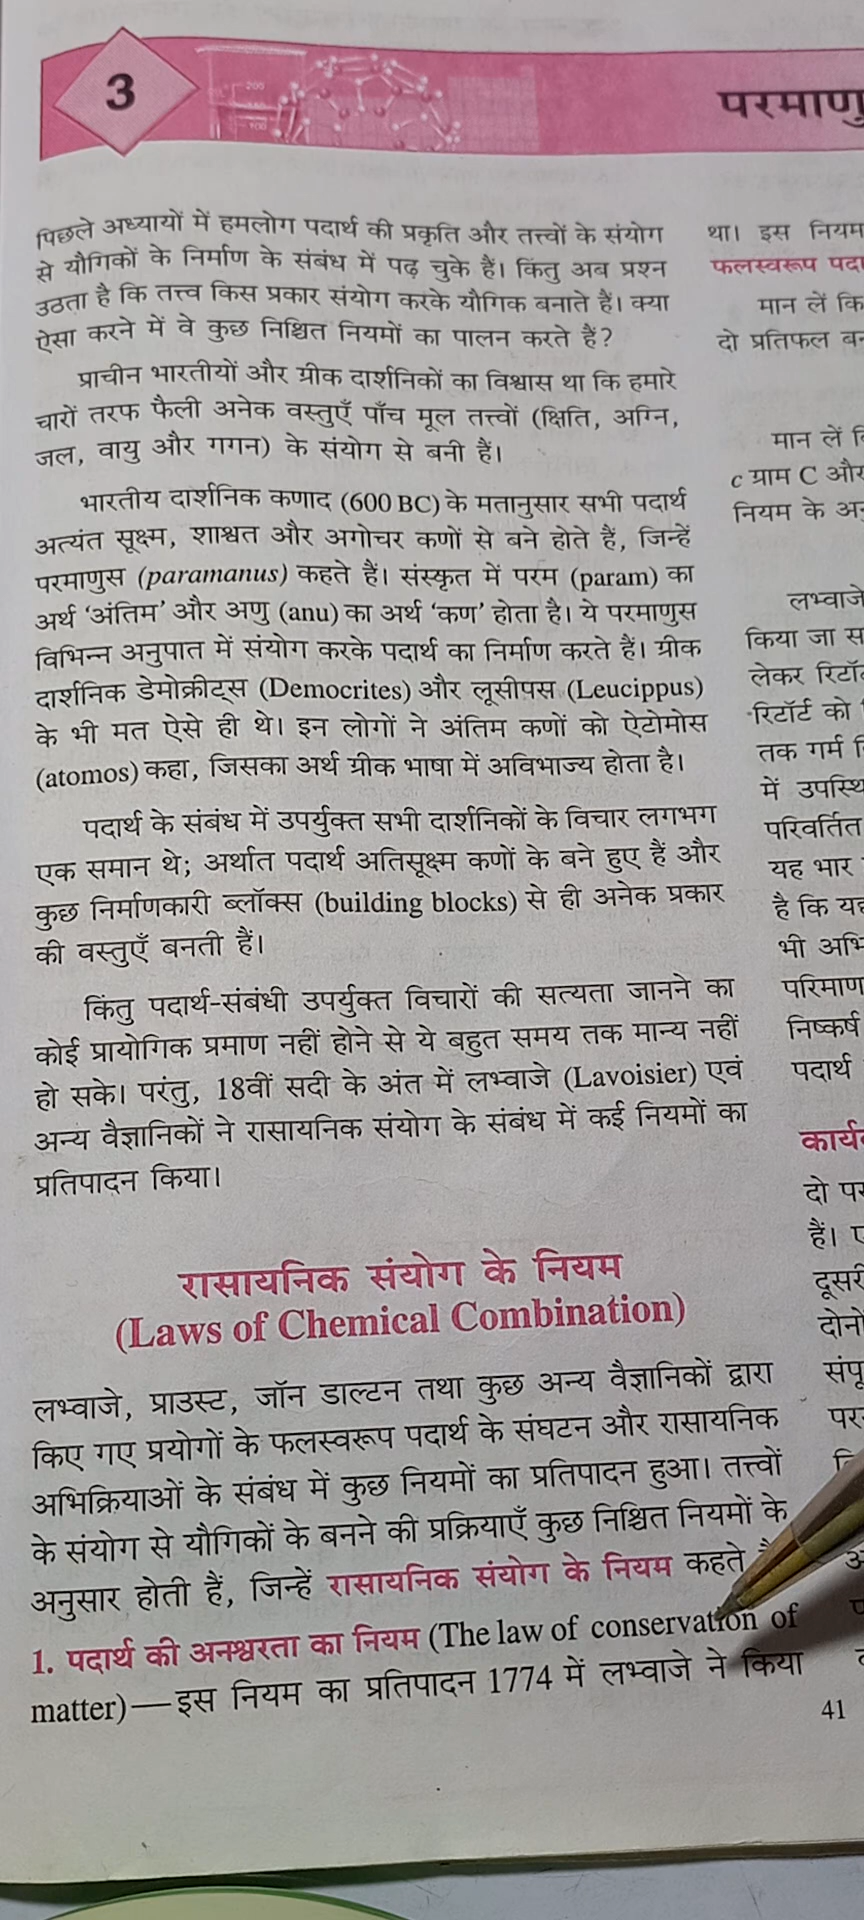 3
परमाणु
पिछले अध्यायों में हमलोग पदार्थ की प्रकृति और तत्त्वों के संयोग
से यौगिकों के निर्माण के संबंध में पढ़ चुके हैं। किंतु अब प्रश्न
उठता है कि तत्त्व किस प्रकार संयोग करके यौगिक बनाते हैं। क्या
ऐसा करने में वे कुछ निश्चित नियमों का पालन करते हैं?
प्राचीन भारतीयों और ग्रीक दार्शनिकों का विश्वास था कि हमारे
चारों तरफ फैली अनेक वस्तुएँ पाँच मूल तत्त्वों (क्षिति, अग्नि,
जल, वायु और गगन) के संयोग से बनी हैं।
भारतीय दार्शनिक कणाद (600 BC) के मतानुसार सभी पदार्थ
अत्यंत सूक्ष्म, शाश्वत और अगोचर कणों से बने होते हैं, जिन्हें
परमाणुस (paramanus) कहते हैं। संस्कृत में परम (param) का
अर्थ ‘अंतिम’ और अणु (anu) का अर्थ ‘कण’ होता है। ये परमाणुस
विभिन्न अनुपात में संयोग करके पदार्थ का निर्माण करते हैं। ग्रीक
दार्शनिक डेमोक्रीट्स (Democrites) और लूसीपस (Leucippus)
के भी मत ऐसे ही थे। इन लोगों ने अंतिम कणों को ऐटोमोस
(atomos) कहा, जिसका अर्थ ग्रीक भाषा में अविभाज्य होता है।
पदार्थ के संबंध में उपर्युक्त सभी दार्शनिकों के विचार लगभग
एक समान थे; अर्थात पदार्थ अतिसूक्ष्म कणों के बने हुए हैं और
कुछ निर्माणकारी ब्लॉक्स (building blocks) से ही अनेक प्रकार
की वस्तुएँ बनती हैं।
किंतु पदार्थ-संबंधी उपर्युक्त विचारों की सत्यता जानने का
कोई प्रायोगिक प्रमाण नहीं होने से ये बहुत समय तक मान्य नहीं
हो सके। परंतु, 18वीं सदी के अंत में लभ्वाजे (Lavoisier) एवं
अन्य वैज्ञानिकों ने रासायनिक संयोग के संबंध में कई नियमों का
प्रतिपादन किया।
रासायनिक संयोग के नियम
(Laws of Chemical Combination)
लभ्वाजे, प्राउस्ट, जॉन डाल्टन तथा कुछ अन्य वैज्ञानिकों द्वारा
किए गए प्रयोगों के फलस्वरूप पदार्थ के संघटन और रासायनिक
अभिक्रियाओं के संबंध में कुछ नियमों का प्रतिपादन हुआ। तत्त्वों
के संयोग से यौगिकों के बनने की प्रक्रियाएँ कुछ निश्चित नियमों के
अनुसार होती हैं, जिन्हें रासायनिक संयोग के नियम कहते
1. पदार्थ की अनश्वरता का नियम (The law of conservation of
matter)—इस नियम का प्रतिपादन 1774 में लभ्वाजे ने किया
था। इस नियम
फलस्वरूप
मान लें कि
दो प्रतिफल
मान लें
c ग्राम C और
नियम के
लभ्वाजे
किया जा
लेकर
रिटॉर्ट को
तक गर्म
में
परिवर्तित
यह भार
है कि
भी
परिमाण
निष्कर्ष
पदार्थ
दो
हैं।
41